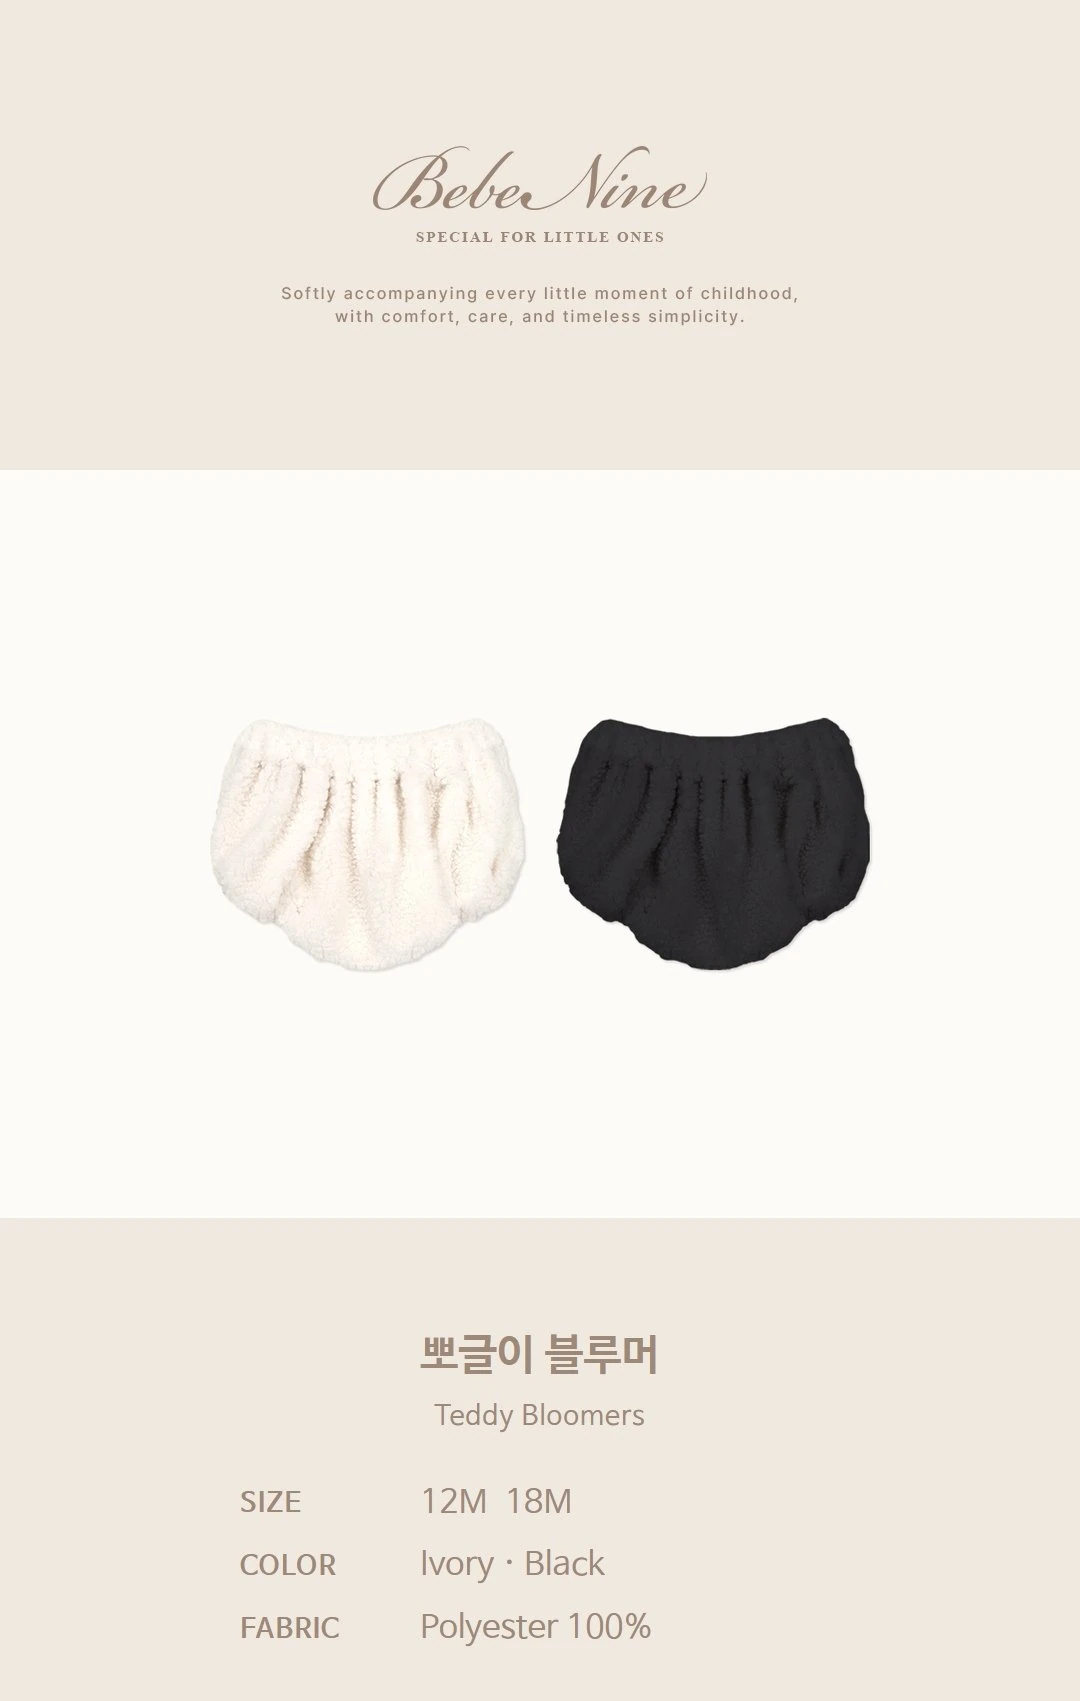 Bebe Nine
SPECIAL FOR LITTLE ONES
Softly accompanying every little moment of childhood,
with comfort, care, and timeless simplicity.
뽀글이 블루머
Teddy Bloomers
SIZE 12M 18M
COLOR Ivory · Black
FABRIC Polyester 100%